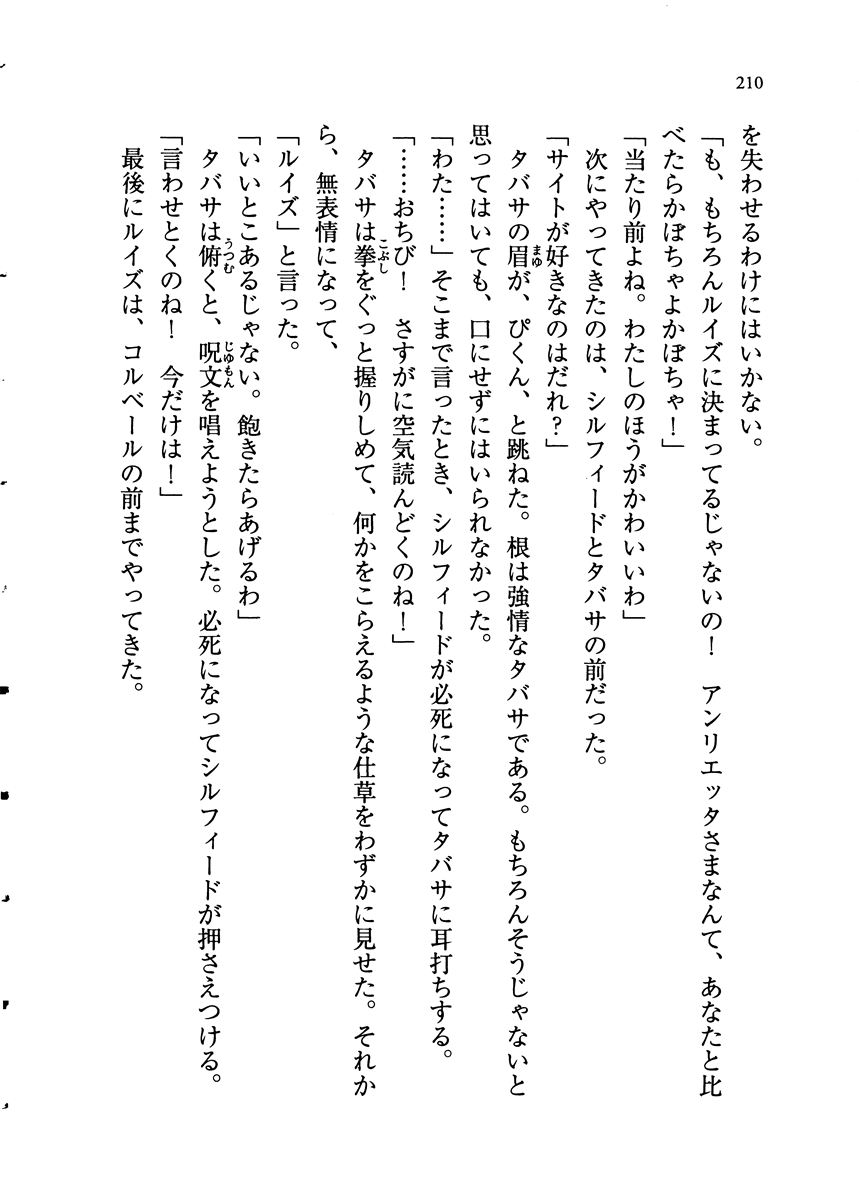 210
を失わせるわけにはいかない。
「も、もちろんルイズに決まってるじゃないの！　アンリエッタさまなんて、あなたと比
べたらかぼちゃよかぼちゃ！」
「当たり前よね。わたしのほうがかわいいわ」
次にやってきたのは、シルフィードとタバサの前だった。
「サイトが好きなのはだれ？」
タバサの眉が、ぴくん、と跳ねた。根は強情なタバサである。もちろんそうじゃないと
思ってはいても、口にせずにはいられなかった。
「わた……」そこまで言ったとき、シルフィードが必死になってタバサに耳打ちする。
「……おちび！　さすがに空気読んどくのね！」
タバサは拳をぐっと握りしめて、何かをこらえるような仕草をわずかに見せた。それか
ら、無表情になって、
「ルイズ」と言った。
「いいとこあるじゃない。飽きたらあげるわ」
タバサは俯くと、呪文を唱えようとした。必死になってシルフィードが押さえつける。
「言わせとくのね！　今だけは！」
最後にルイズは、コルベールの前までやってきた。